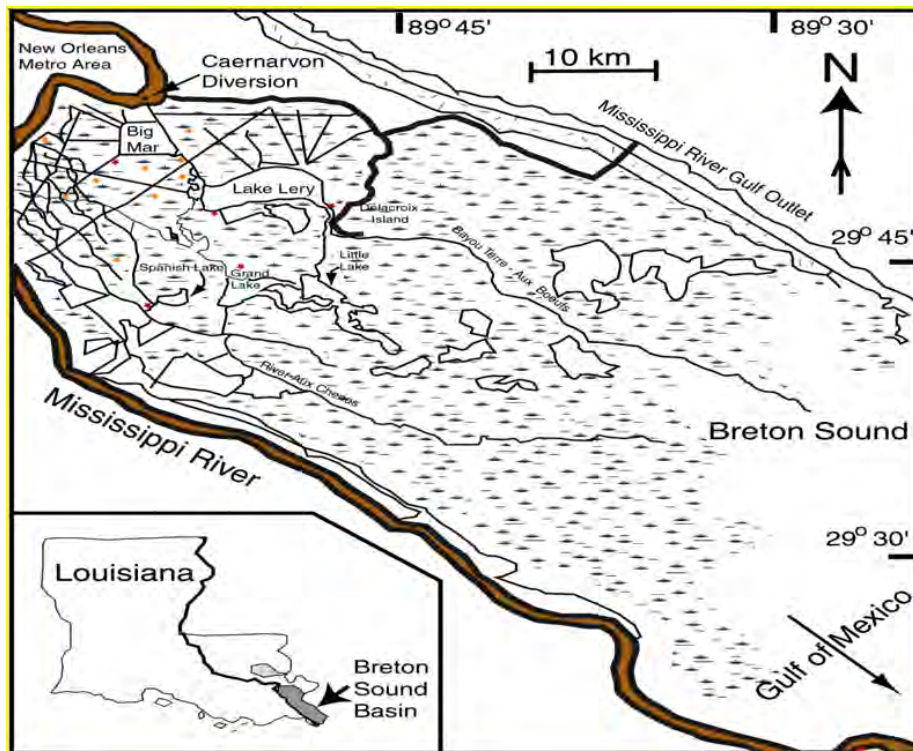 89° 45'
89° 30'
New Orleans
Metro Area
Caernarvon
Diversion
10 km
N
Big
Mar
Mississippi River Gulf Outlet
Lake Lery
Delacroix
Island
29° 45'
Bayou Terre - Aux Boeufs
Little
Lake
Spanish Lake
Grand
Lake
River-Aux Chenes
Mississippi River
Breton Sound
29° 30'
Louisiana
Gulf of Mexico
Breton
Sound
Basin